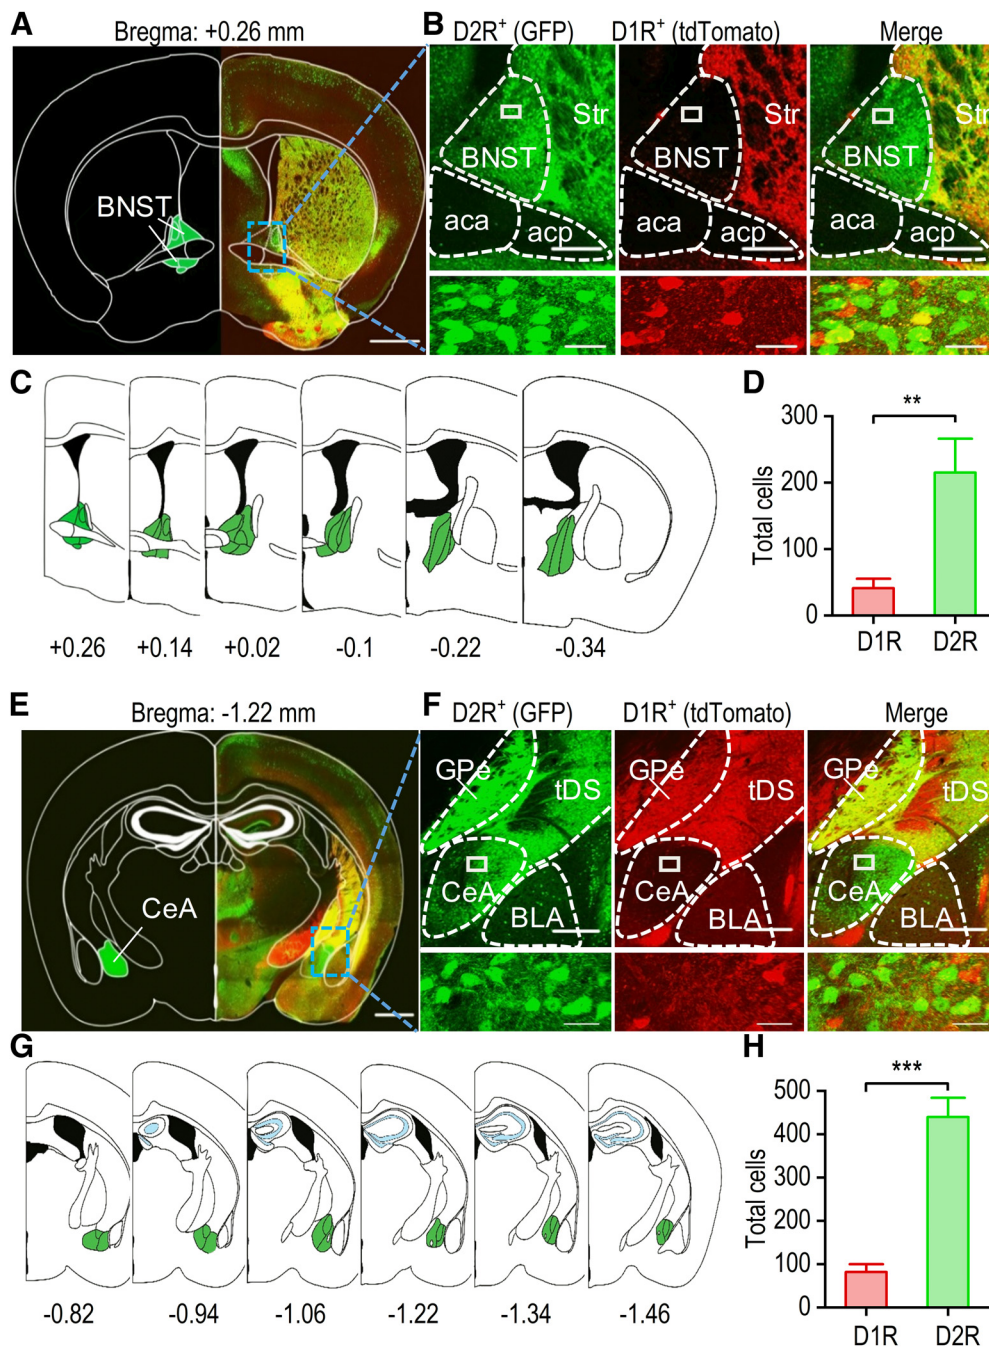 A
Bregma: +0.26 mm
BNST
B
D2R⁺ (GFP)
D1R⁺ (tdTomato)
Merge
Str
BNST
aca
acp
Str
BNST
aca
acp
Str
BNST
aca
acp
C
+0.26
+0.14
+0.02
-0.1
-0.22
-0.34
D
**
300
200
100
0
Total cells
D1R
D2R
E
Bregma: -1.22 mm
CeA
F
D2R⁺ (GFP)
D1R⁺ (tdTomato)
Merge
GPe
tDS
CeA
BLA
GPe
tDS
CeA
BLA
GPe
tDS
CeA
BLA
G
-0.82
-0.94
-1.06
-1.22
-1.34
-1.46
H
***
500
400
300
200
100
0
Total cells
D1R
D2R